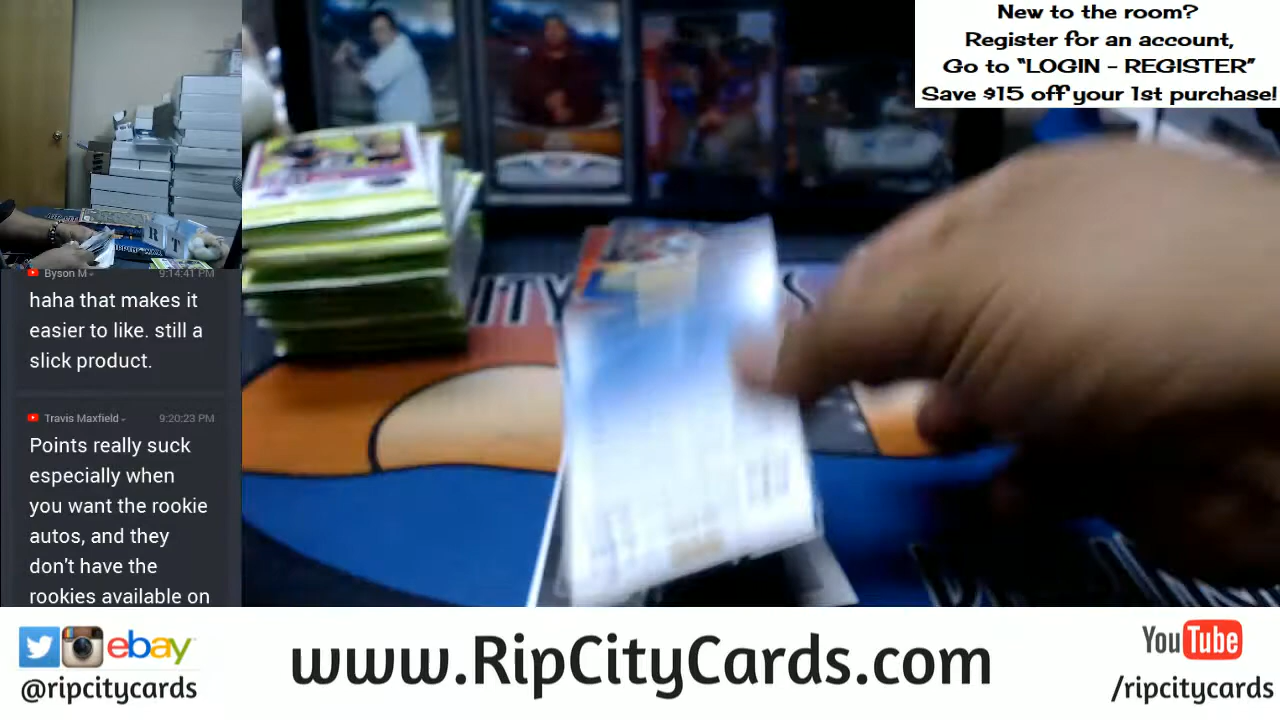 New to the room?
Register for an account,
Go to "LOGIN - REGISTER"
Save $15 off your 1st purchase!
Byson M 9:14:41 PM
haha that makes it
easier to like. still a
slick product.
Travis Maxfield 9:20:23 PM
Points really suck
especially when
you want the rookie
autos, and they
don't have the
rookies available on
R T
ebay
@ripcitycards
www.RipCityCards.com
YouTube
/ripcitycards